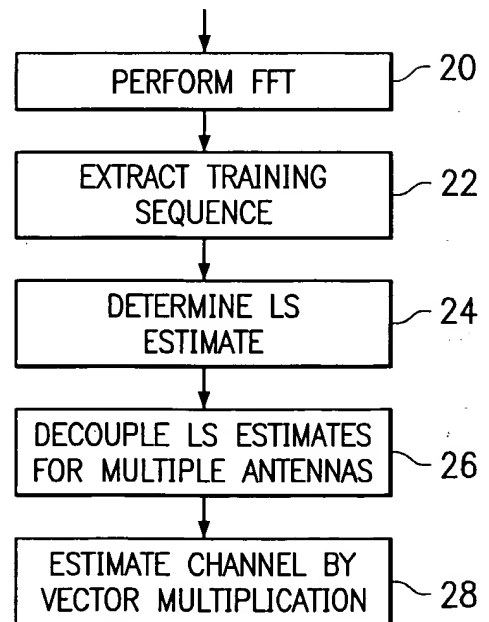 PERFORM FFT
20
EXTRACT TRAINING
SEQUENCE
22
DETERMINE LS
ESTIMATE
24
DECOUPLE LS ESTIMATES
FOR MULTIPLE ANTENNAS
26
ESTIMATE CHANNEL BY
VECTOR MULTIPLICATION
28